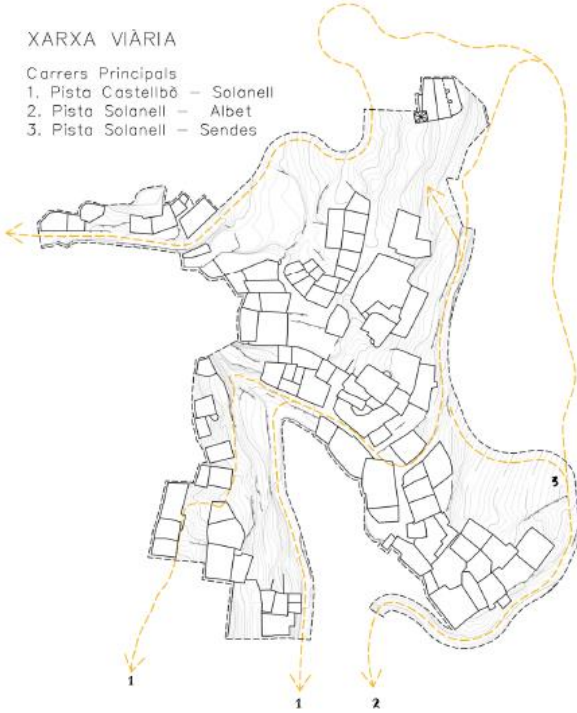 XARXA VIÀRIA
Carrers Principals
1. Pista Castellbò – Solanell
2. Pista Solanell – Albet
3. Pista Solanell – Sendes
3
1
1
2